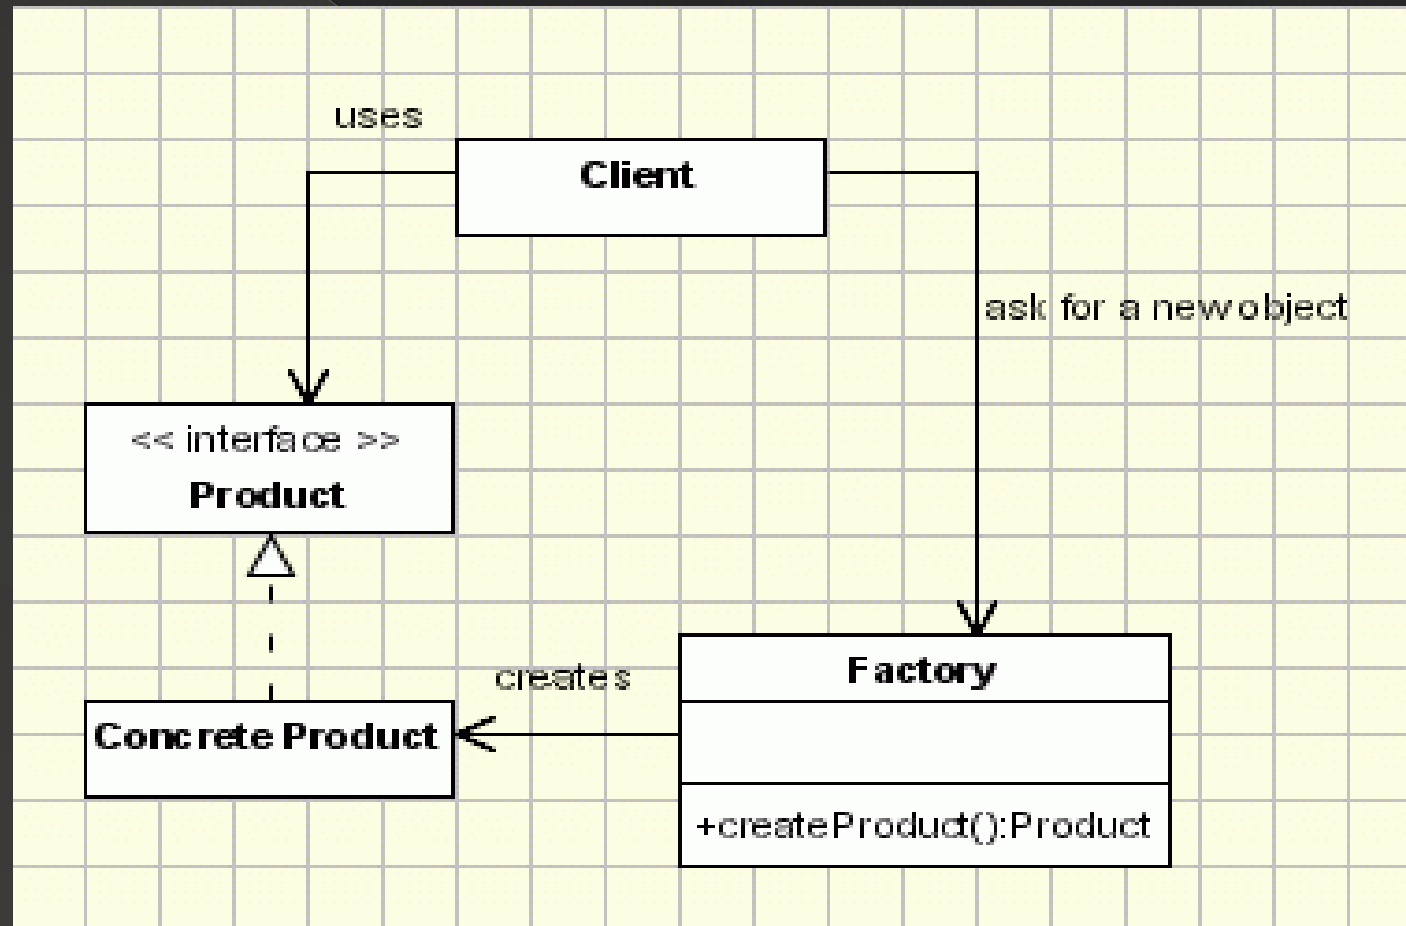 uses
Client
ask for a new object
<< interface >>
Product
creates
Factory
Concrete Product
+createProduct():Product